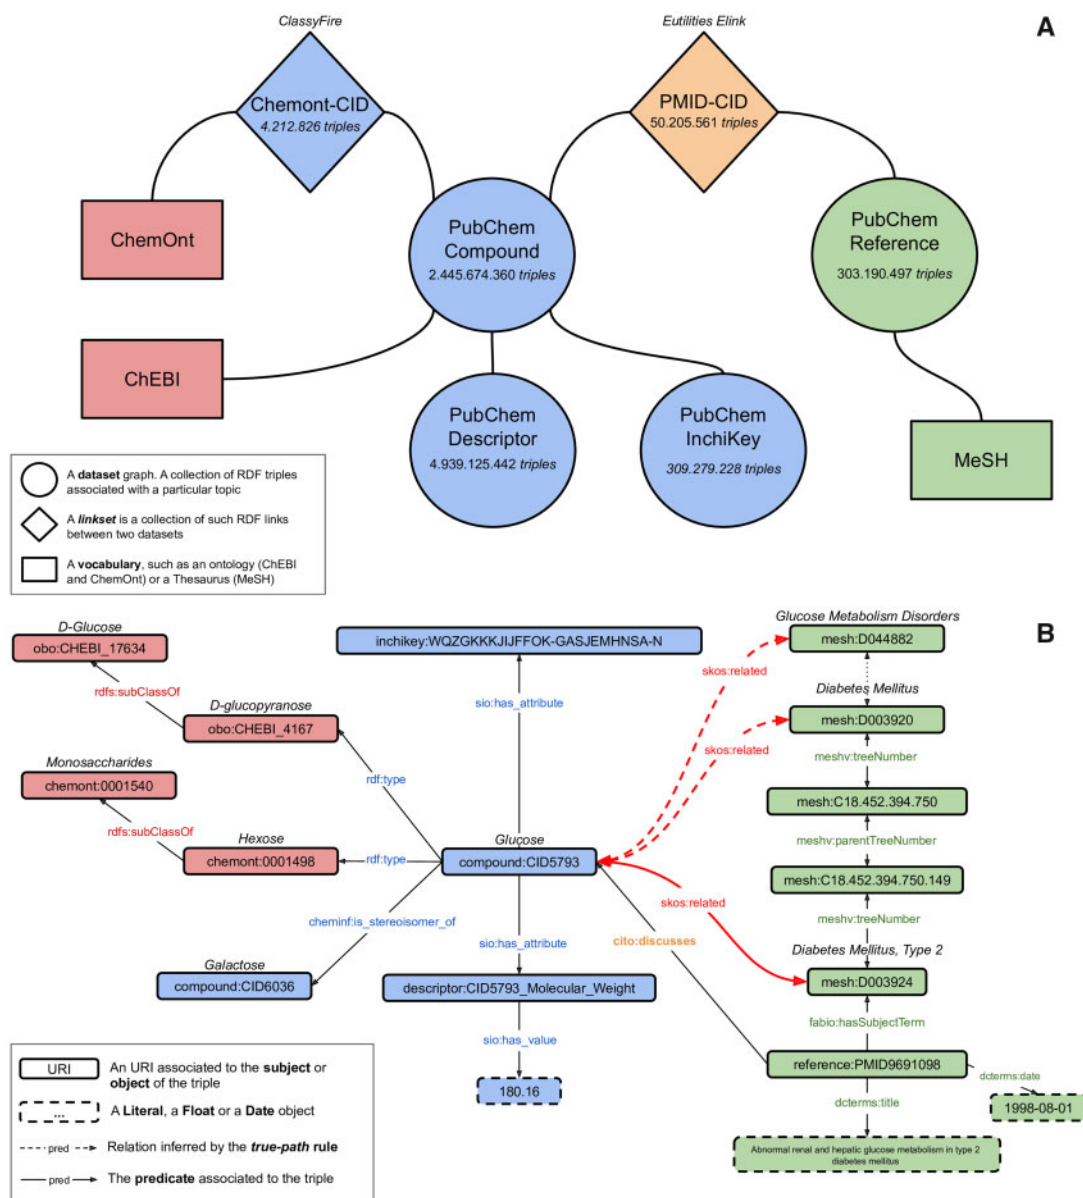 ClassyFire
Eutilities Elink
A
Chemont-CID
4.212.826 triples
PMID-CID
50.205.561 triples
ChemOnt
PubChem
Compound
2.445.674.360 triples
PubChem
Reference
303.190.497 triples
ChEBI
PubChem
Descriptor
4.939.125.442 triples
PubChem
InchiKey
309.279.228 triples
MeSH
A dataset graph. A collection of RDF triples
associated with a particular topic
A linkset is a collection of such RDF links
between two datasets
A vocabulary, such as an ontology (ChEBI
and ChemOnt) or a Thesaurus (MeSH)
B
D-Glucose
obo:CHEBI_17634
rdfs:subClassOf
D-glucopyranose
obo:CHEBI_4167
Monosaccharides
chemont:0001540
rdfs:subClassOf
Hexose
chemont:0001498
rdf:type
rdf:type
inchikey:WQZGKKKJIJFFOK-GASJEMHNSA-N
sio:has_attribute
Glucose
compound:CID5793
cheminf:is_stereoisomer_of
Galactose
compound:CID6036
sio:has_attribute
descriptor:CID5793_Molecular_Weight
sio:has_value
180.16
Glucose Metabolism Disorders
mesh:D044882
skos:related
Diabetes Mellitus
mesh:D003920
skos:related
meshv:treeNumber
mesh:C18.452.394.750
meshv:parentTreeNumber
mesh:C18.452.394.750.149
skos:related
meshv:treeNumber
cito:discusses
Diabetes Mellitus, Type 2
mesh:D003924
fabio:hasSubjectTerm
reference:PMID9691098
dcterms:date
1998-08-01
dcterms:title
Abnormal renal and hepatic glucose metabolism in type 2
diabetes mellitus
URI
An URI associated to the subject or
object of the triple
...
A Literal, a Float or a Date object
pred
Relation inferred by the true-path rule
pred
The predicate associated to the triple